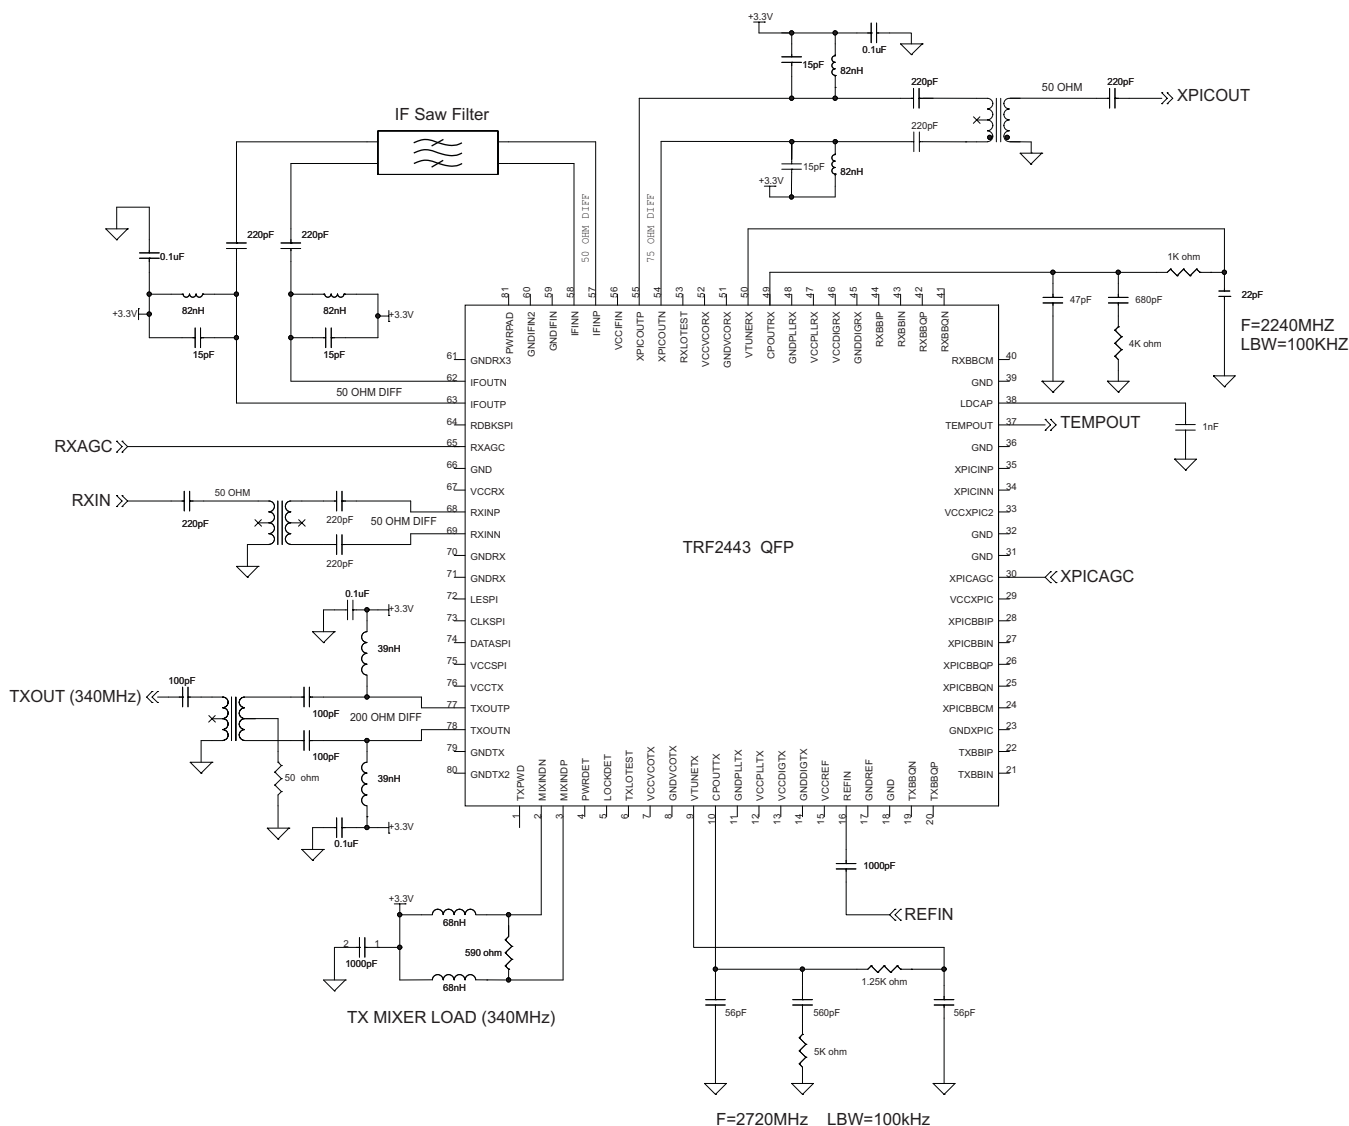 +3.3V
0.1uF
15pF
82nH
220pF
50 OHM
220pF
XPICOUT
220pF
15pF
82nH
+3.3V
IF Saw Filter
50 OHM DIFF
75 OHM DIFF
220pF
220pF
0.1uF
82nH
+3.3V
15pF
82nH
+3.3V
15pF
50 OHM DIFF
1K ohm
47pF
680pF
22pF
4K ohm
F=2240MHZ
LBW=100KHZ
81 PWRPAD
60 GNDIFIN2
59 GNDIFIN
58 IFINN
57 IFINP
56 VCCIFIN
55 XPICOUTP
54 XPICOUTN
53 RXLOTEST
52 VCCVCORX
51 GNDVCORX
50 VTUNERX
49 CPOUTRX
48 GNDPLLRX
47 VCCPLLRX
46 VCCDIGRX
45 GNDDIGRX
44 RXBBIP
43 RXBBIN
42 RXBBQP
41 RXBBQN
61 GNDRX3
62 IFOUTN
63 IFOUTP
64 RDBKSPI
65 RXAGC
66 GND
67 VCCRX
68 RXINP
69 RXINN
70 GNDRX
71 GNDRX
72 LESPI
73 CLKSPI
74 DATASPI
75 VCCSPI
76 VCCTX
77 TXOUTP
78 TXOUTN
79 GNDTX
80 GNDTX2
RXBBCM 40
GND 39
LDCAP 38
TEMPOUT 37
GND 36
XPICINP 35
XPICINN 34
VCCXPIC2 33
GND 32
GND 31
XPICAGC 30
VCCXPIC 29
XPICBBIP 28
XPICBBIN 27
XPICBBQP 26
XPICBBQN 25
XPICBBCM 24
GNDXPIC 23
TXBBIP 22
TXBBIN 21
TRF2443 QFP
TXPWD 1
MIXINDN 2
MIXINDP 3
PWRDET 4
LOCKDET 5
TXLOTEST 6
VCCVCOTX 7
GNDVCOTX 8
VTUNETX 9
CPOUTTX 10
GNDPLLTX 11
VCCPLLTX 12
VCCDIGTX 13
GNDDIGTX 14
VCCREF 15
REFIN 16
GNDREF 17
GND 18
TXBBQN 19
TXBBQP 20
TEMPOUT
1nF
XPICAGC
RXAGC
RXIN
220pF
50 OHM
220pF
50 OHM DIFF
220pF
0.1uF
+3.3V
39nH
TXOUT (340MHz)
100pF
100pF
200 OHM DIFF
100pF
50 ohm
39nH
0.1uF
+3.3V
+3.3V
68nH
2 1
1000pF
590 ohm
68nH
TX MIXER LOAD (340MHz)
1000pF
REFIN
1.25K ohm
56pF
560pF
56pF
5K ohm
F=2720MHz LBW=100kHz